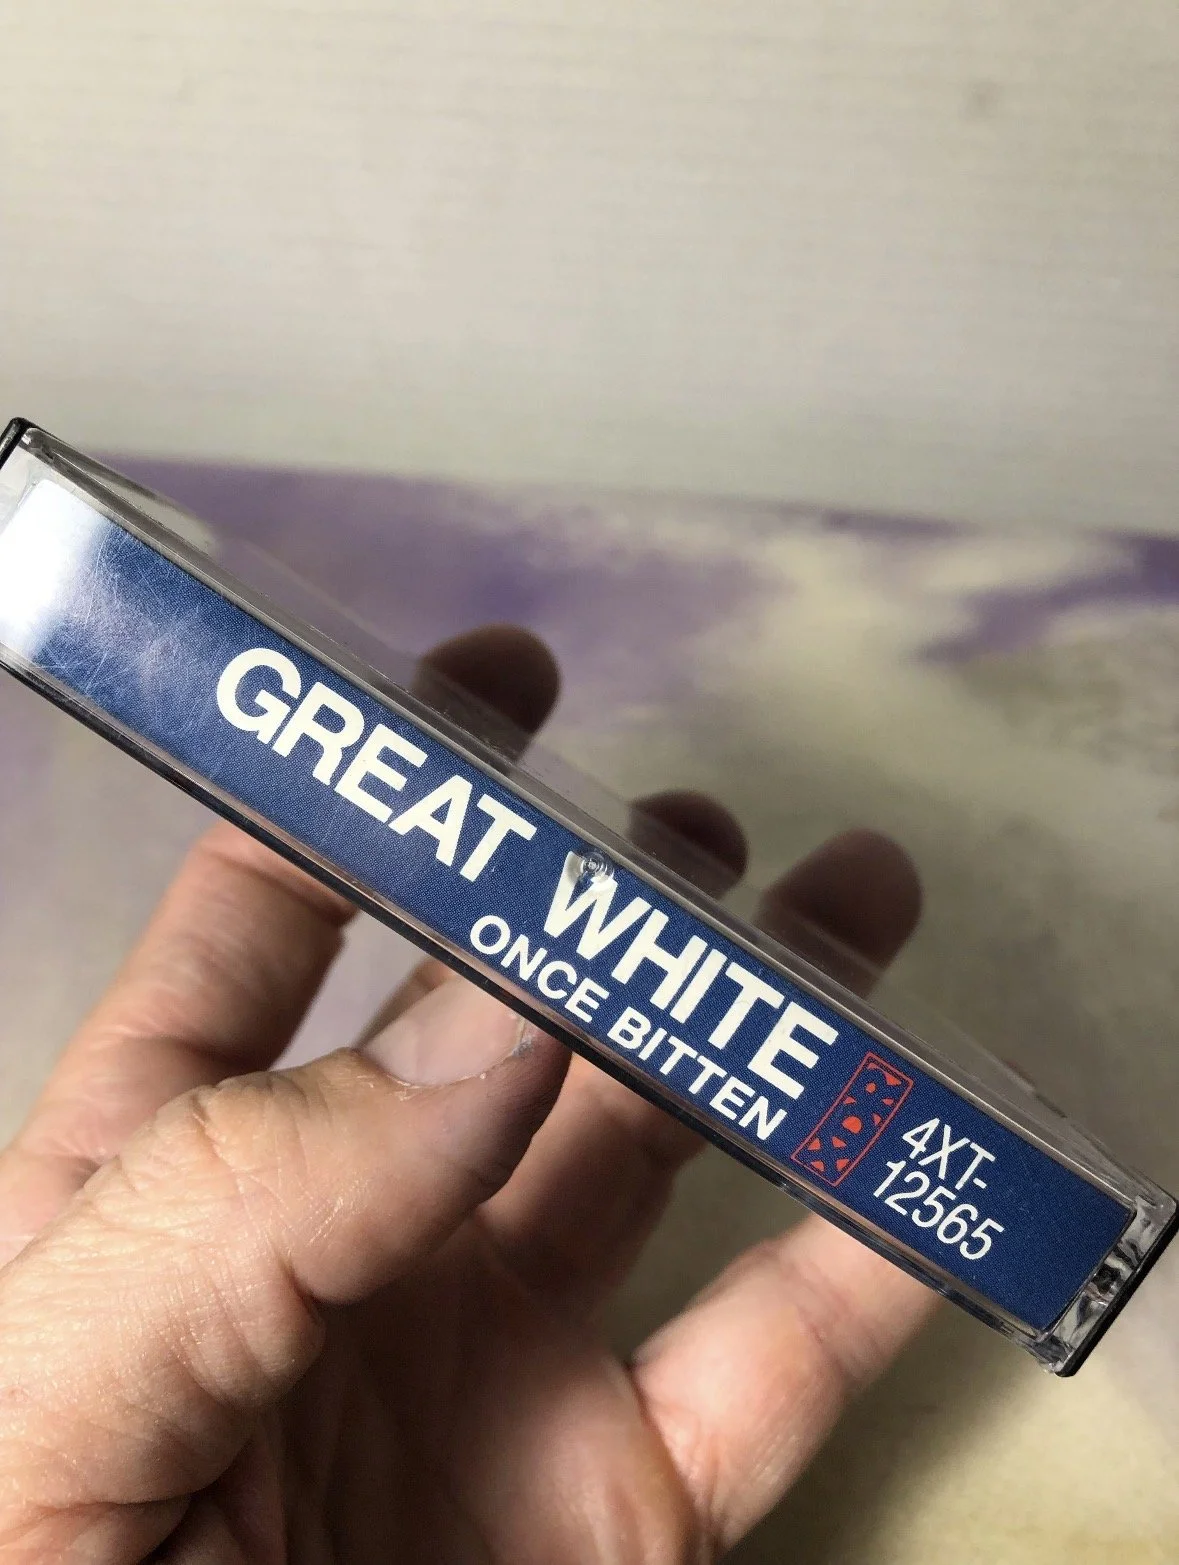 GREAT WHITE
ONCE BITTEN
4XT-
12565